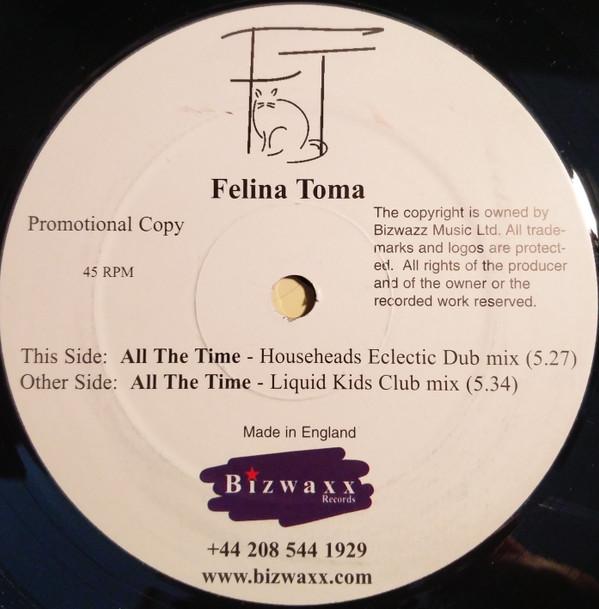 FT
Felina Toma
Promotional Copy
45 RPM
The copyright is owned by
Bizwazz Music Ltd. All trade-
marks and logos are protect-
ed. All rights of the producer
and of the owner or the
recorded work reserved.
This Side: All The Time - Househeads Eclectic Dub mix (5.27)
Other Side: All The Time - Liquid Kids Club mix (5.34)
Made in England
Bizwaxx
Records
+44 208 544 1929
www.bizwaxx.com